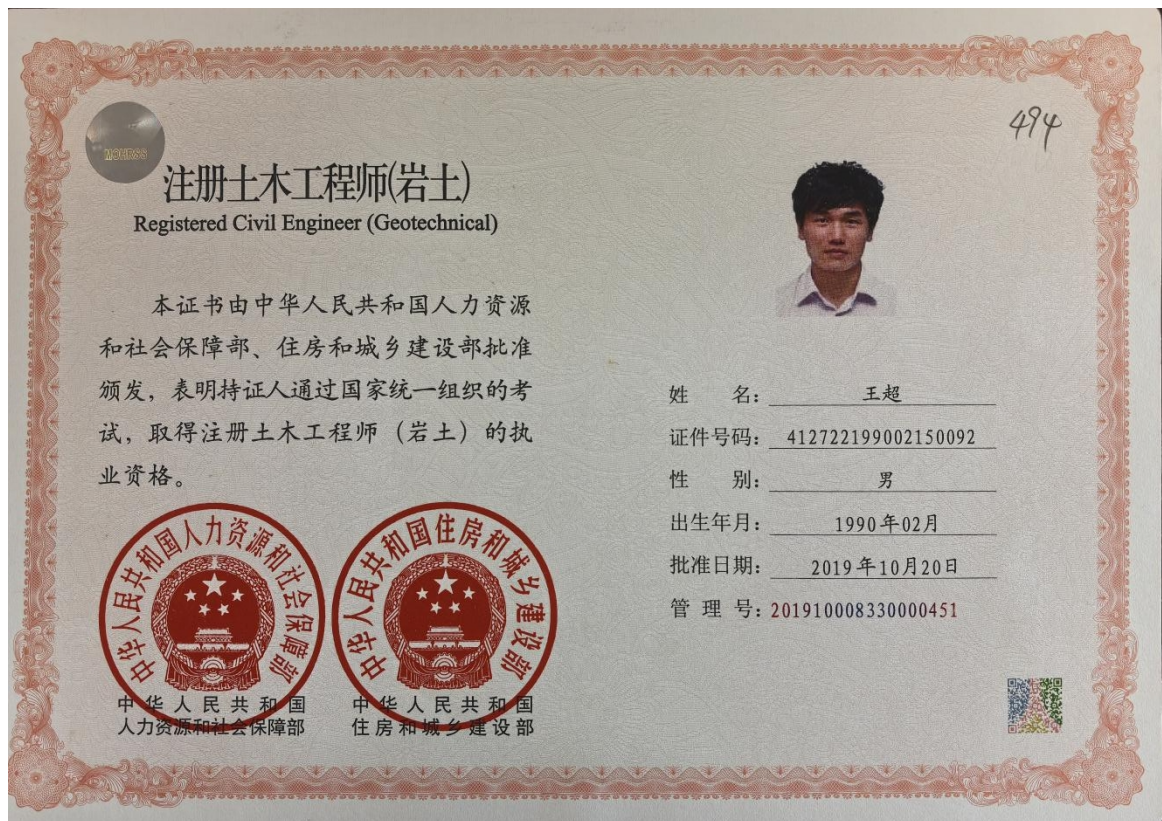 494
MOHRSS
注册土木工程师(岩土)
Registered Civil Engineer (Geotechnical)
本证书由中华人民共和国人力资源
和社会保障部、住房和城乡建设部批准
颁发，表明持证人通过国家统一组织的考
试，取得注册土木工程师（岩土）的执
业资格。
中华人民共和国人力资源和社会保障部
中华人民共和国住房和城乡建设部
中华人民共和国
人力资源和社会保障部
中华人民共和国
住房和城乡建设部
姓 名：王超
证件号码：412722199002150092
性 别：男
出生年月：1990年02月
批准日期：2019年10月20日
管 理 号：201910008330000451